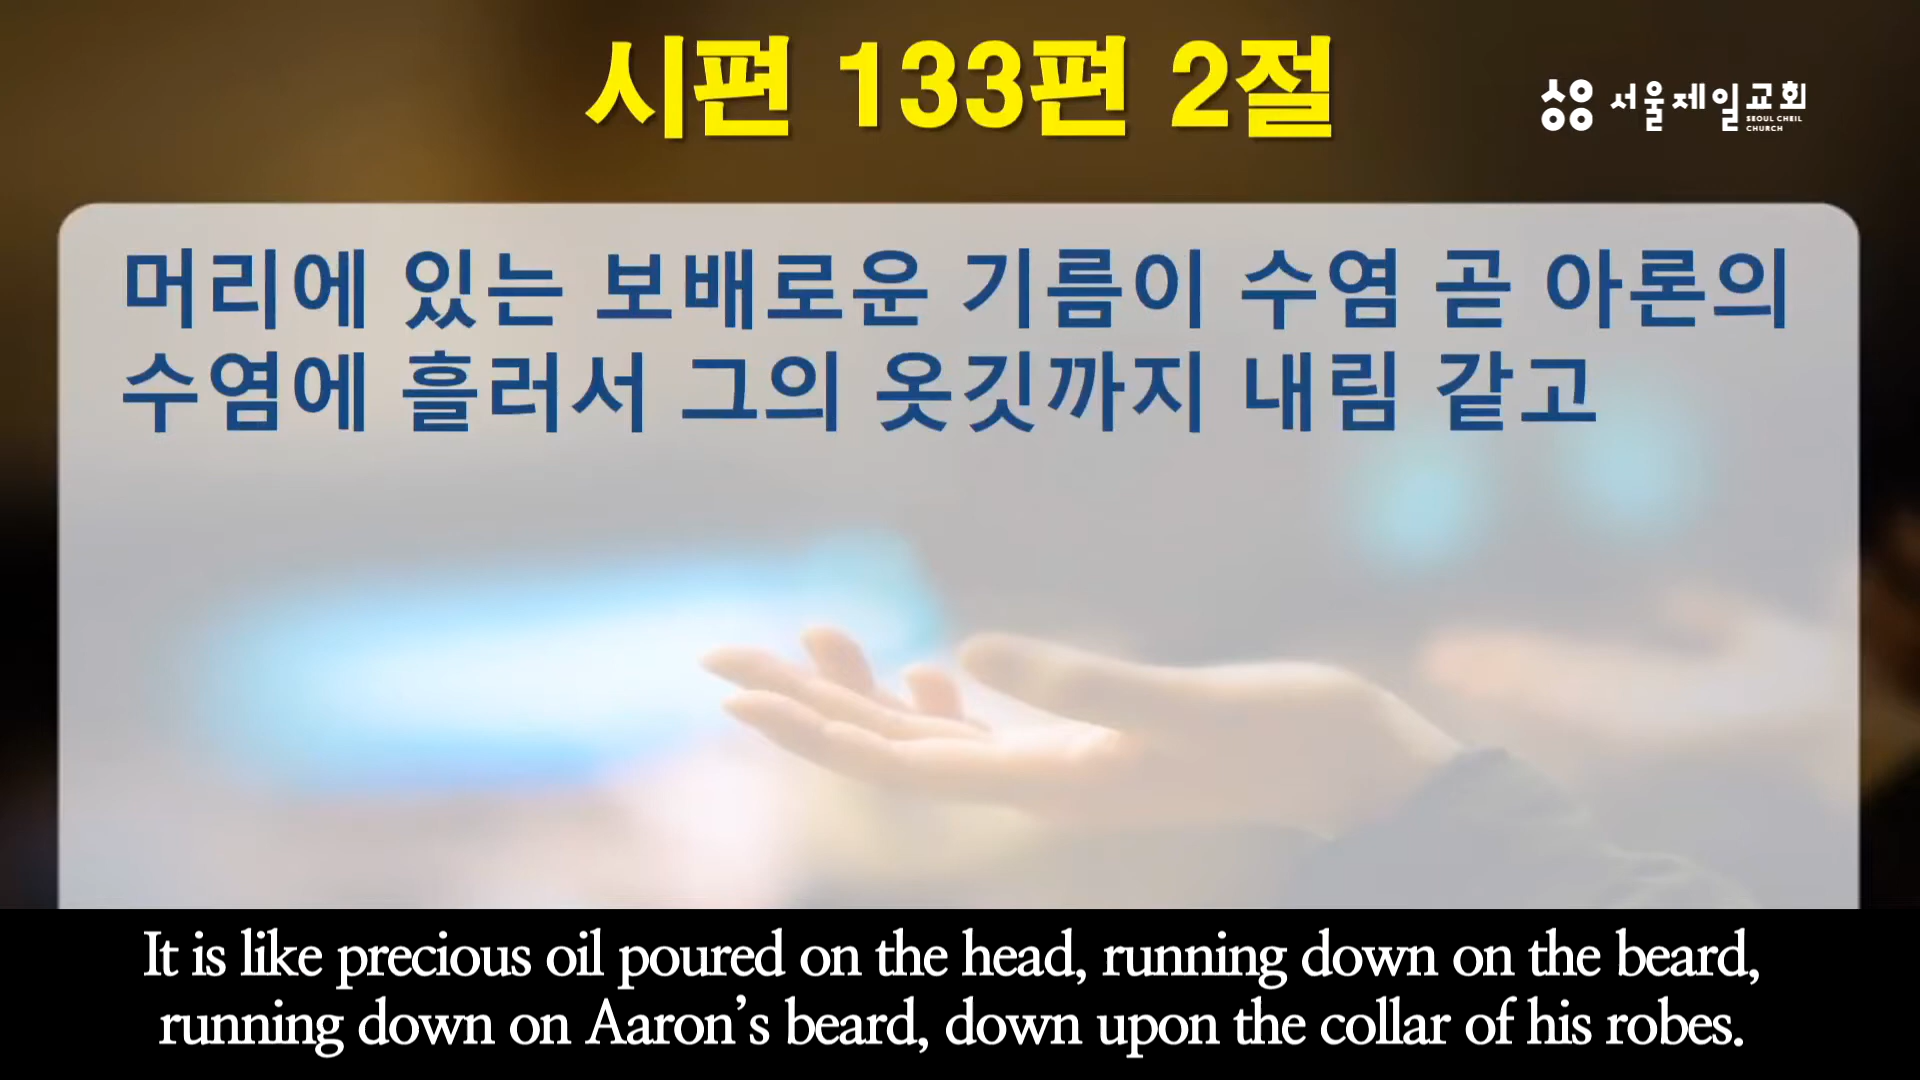 시편 133편 2절
서울제일교회
SEOUL CHEIL
CHURCH
머리에 있는 보배로운 기름이 수염 곧 아론의
수염에 흘러서 그의 옷깃까지 내림 같고
It is like precious oil poured on the head, running down on the beard,
running down on Aaron’s beard, down upon the collar of his robes.